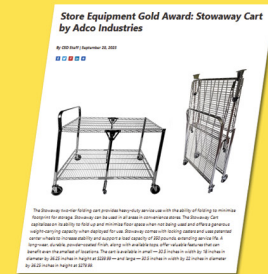 Store Equipment Gold Award: Stowaway Cart
by Adco Industries
By CSD Staff | September 20, 2023
The Stowaway two-tier folding cart provides heavy-duty service use with the ability of folding to minimize
footprint for storage. Stowaway can be used in all areas in convenience stores. The Stowaway Cart
capitalizes on its ability to fold up and minimize floor space when not being used and offers a generous
weight-carrying capacity when deployed for use. Stowaway comes with locking casters and uses patented
center wheels to increase stability and support a load capacity of 550 pounds, extending service life. A
long-wear, durable, powder-coated finish, along with available tops, offer valuable features that can
benefit even the smallest of locations. The cart is available in small — 30.5 inches in width by 18 inches in
diameter by 36.25 inches in height at and large — 30.5 inches in width by 22 inches in diameter
by 36.25 inches in height at